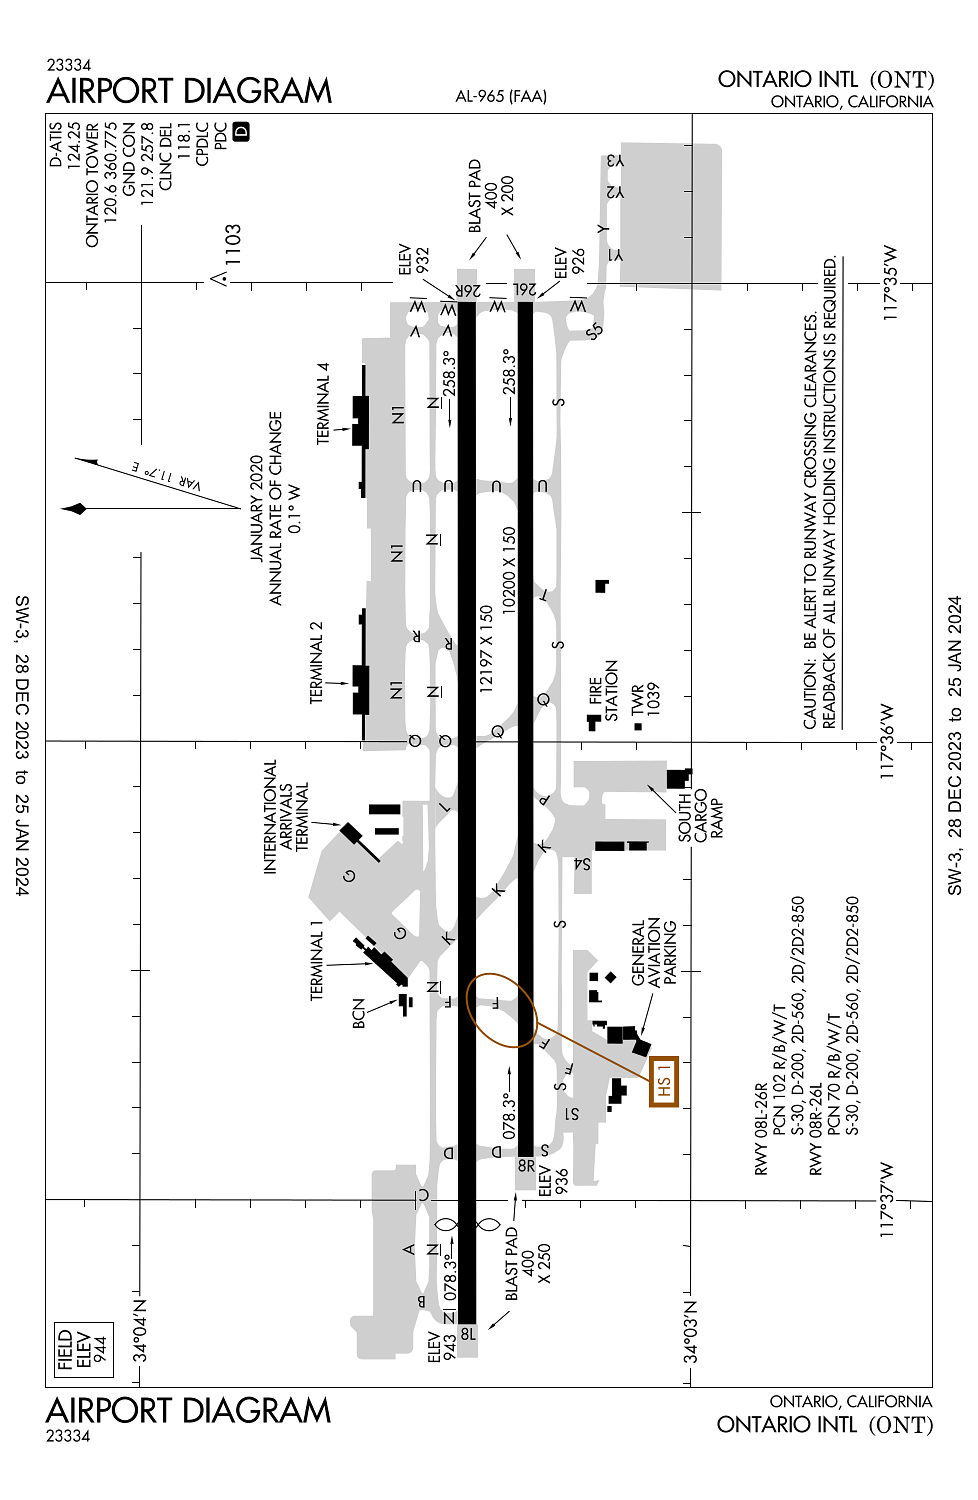 23334
AIRPORT DIAGRAM
AL-965 (FAA)
ONTARIO INTL (ONT)
ONTARIO, CALIFORNIA
D-ATIS
124.25
ONTARIO TOWER
120.6 360.775
GND CON
121.9 257.8
CLNC DEL
118.1
CPDLC
PDC
D
1103
BLAST PAD
400
X 200
ELEV
932
ELEV
926
26R
26L
Y3
Y2
Y
Y1
117°35'W
W
W
W
W
V
V
S5
258.3°
258.3°
TERMINAL 4
N1
N
S
U
U
U
U
VAR 11.7° E
JANUARY 2020
ANNUAL RATE OF CHANGE
0.1° W
N1
N
T
S
R
R
12197 X 150
10200 X 150
TERMINAL 2
N1
N
Q
Q
Q
Q
FIRE
STATION
TWR
1039
CAUTION: BE ALERT TO RUNWAY CROSSING CLEARANCES.
READBACK OF ALL RUNWAY HOLDING INSTRUCTIONS IS REQUIRED.
117°36'W
INTERNATIONAL
ARRIVALS
TERMINAL
L
P
K
K
K
G
G
S4
S
SOUTH
CARGO
RAMP
TERMINAL 1
BCN
N
F
F
F
F
GENERAL
AVIATION
PARKING
HS 1
S
S1
S
D
D
078.3°
8R
ELEV
936
C
A
N
B
N
078.3°
8L
ELEV
943
BLAST PAD
400
X 250
RWY 08L-26R
PCN 102 R/B/W/T
S-30, D-200, 2D-560, 2D/2D2-850
RWY 08R-26L
PCN 70 R/B/W/T
S-30, D-200, 2D-560, 2D/2D2-850
117°37'W
FIELD
ELEV
944
34°04'N
34°03'N
SW-3, 28 DEC 2023 to 25 JAN 2024
SW-3, 28 DEC 2023 to 25 JAN 2024
AIRPORT DIAGRAM
23334
ONTARIO, CALIFORNIA
ONTARIO INTL (ONT)